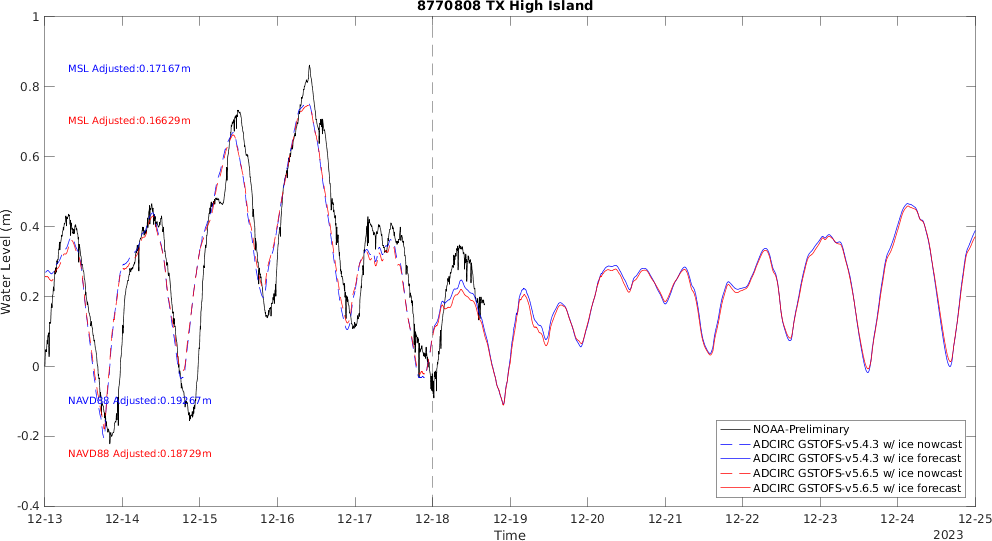 8770808 TX High Island
1
0.8
0.6
0.4
0.2
0
-0.2
-0.4
Water Level (m)
MSL Adjusted:0.17167m
MSL Adjusted:0.16629m
NAVD88 Adjusted:0.19267m
NAVD88 Adjusted:0.18729m
NOAA-Preliminary
ADCIRC GSTOFS-v5.4.3 w/ ice nowcast
ADCIRC GSTOFS-v5.4.3 w/ ice forecast
ADCIRC GSTOFS-v5.6.5 w/ ice nowcast
ADCIRC GSTOFS-v5.6.5 w/ ice forecast
12-13 12-14 12-15 12-16 12-17 12-18 12-19 12-20 12-21 12-22 12-23 12-24 12-25
Time
2023